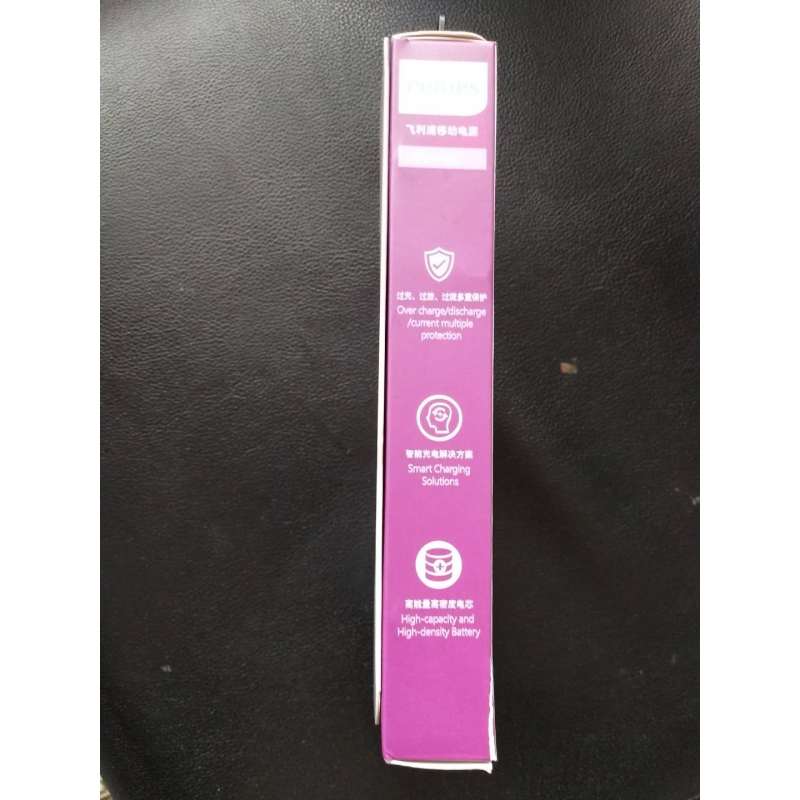 PHILIPS
飞利浦移动电源
过充、过放、过流多重保护
Over charge/discharge
/current multiple
protection
智能充电解决方案
Smart Charging
Solutions
高能量高密度电芯
High-capacity and
High-density Battery